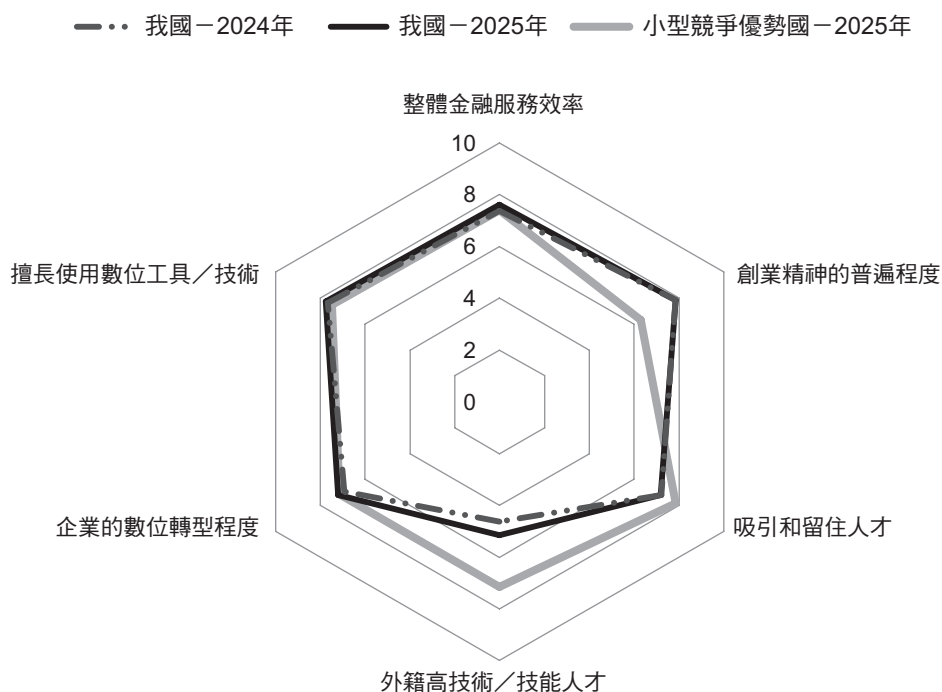 我國－2024年 我國－2025年 小型競爭優勢國－2025年
整體金融服務效率
10
8
6
4
2
0
擅長使用數位工具／技術
創業精神的普遍程度
企業的數位轉型程度
吸引和留住人才
外籍高技術／技能人才